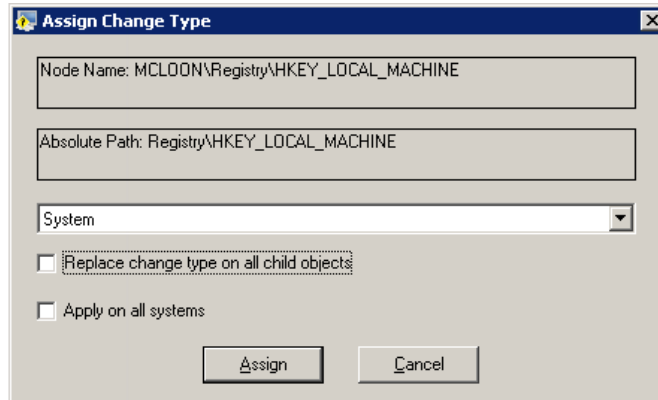 Assign Change Type
Node Name: MCLOON\Registry\HKEY_LOCAL_MACHINE
Absolute Path: Registry\HKEY_LOCAL_MACHINE
System
Replace change type on all child objects
Apply on all systems
Assign
Cancel